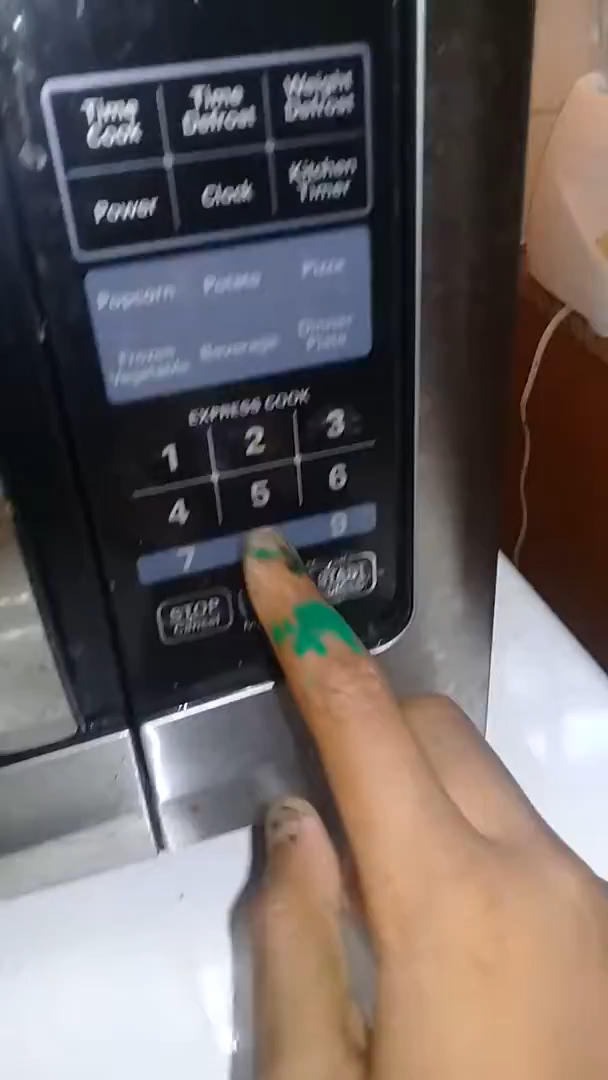 Time Cook Time Defrost Weight Defrost
Power Clock Kitchen Timer
Popcorn Potato Pizza
Frozen Vegetable Beverage Dinner Plate
EXPRESS COOK
1 2 3
4 5 6
7 9
STOP Cancel START